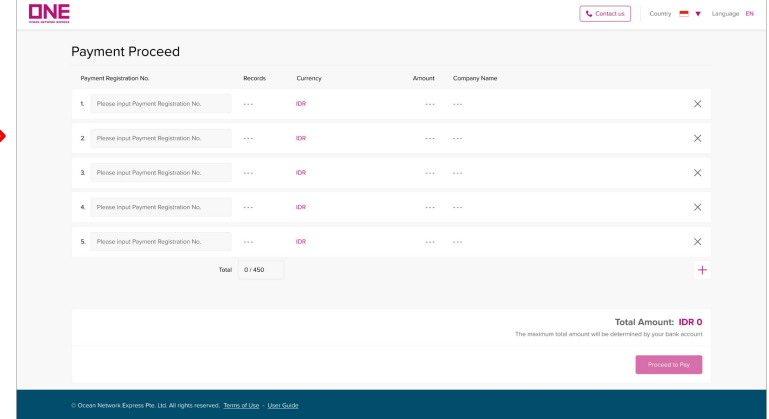 ONE
OCEAN NETWORK EXPRESS
Contact us Country Language EN
Payment Proceed
Payment Registration No. Records Currency Amount Company Name
1. Please input Payment Registration No. --- IDR --- ---
2. Please input Payment Registration No. --- IDR --- ---
3. Please input Payment Registration No. --- IDR --- ---
4. Please input Payment Registration No. --- IDR --- ---
5. Please input Payment Registration No. --- IDR --- ---
Total 0 / 450
Total Amount: IDR 0
The maximum total amount will be determined by your bank account
Proceed to Pay
© Ocean Network Express Pte. Ltd. All rights reserved. Terms of Use - User Guide